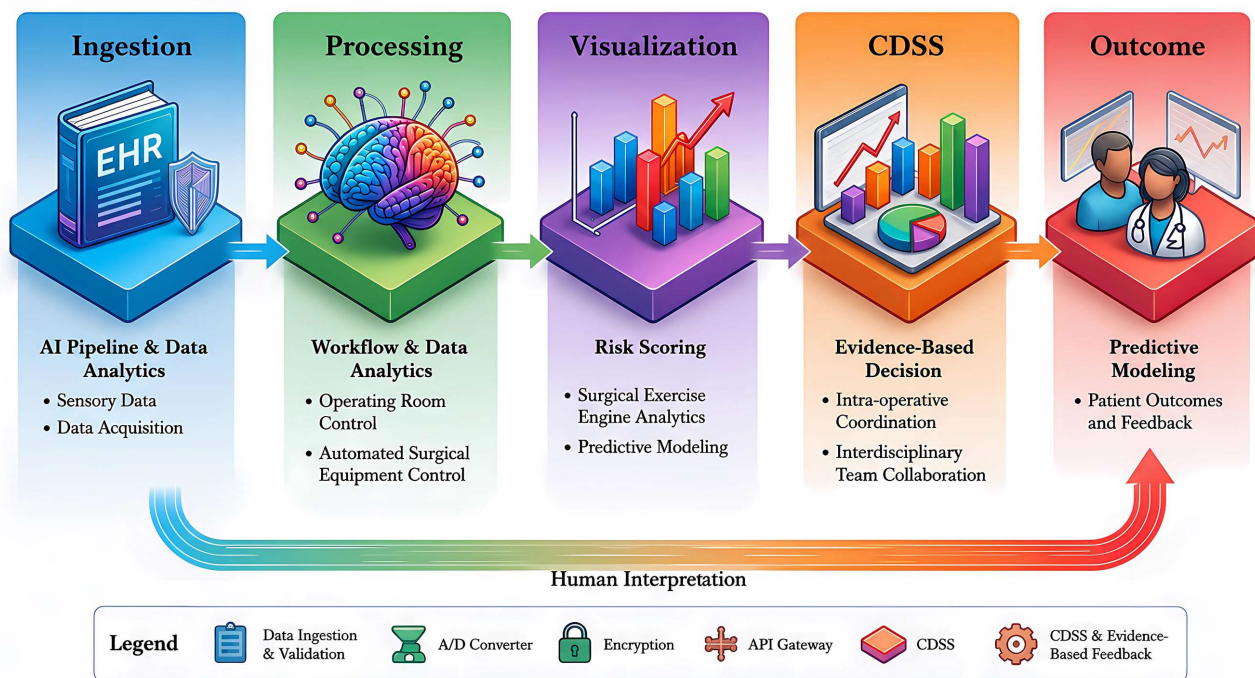 Ingestion
Processing
Visualization
CDSS
Outcome
EHR
AI Pipeline & Data
Analytics
• Sensory Data
• Data Acquisition
Workflow & Data
Analytics
• Operating Room
Control
• Automated Surgical
Equipment Control
Risk Scoring
• Surgical Exercise
Engine Analytics
• Predictive Modeling
Evidence-Based
Decision
• Intra-operative
Coordination
• Interdisciplinary
Team Collaboration
Predictive
Modeling
• Patient Outcomes
and Feedback
Human Interpretation
Legend
Data Ingestion
& Validation
A/D Converter
Encryption
API Gateway
CDSS
CDSS & Evidence-
Based Feedback